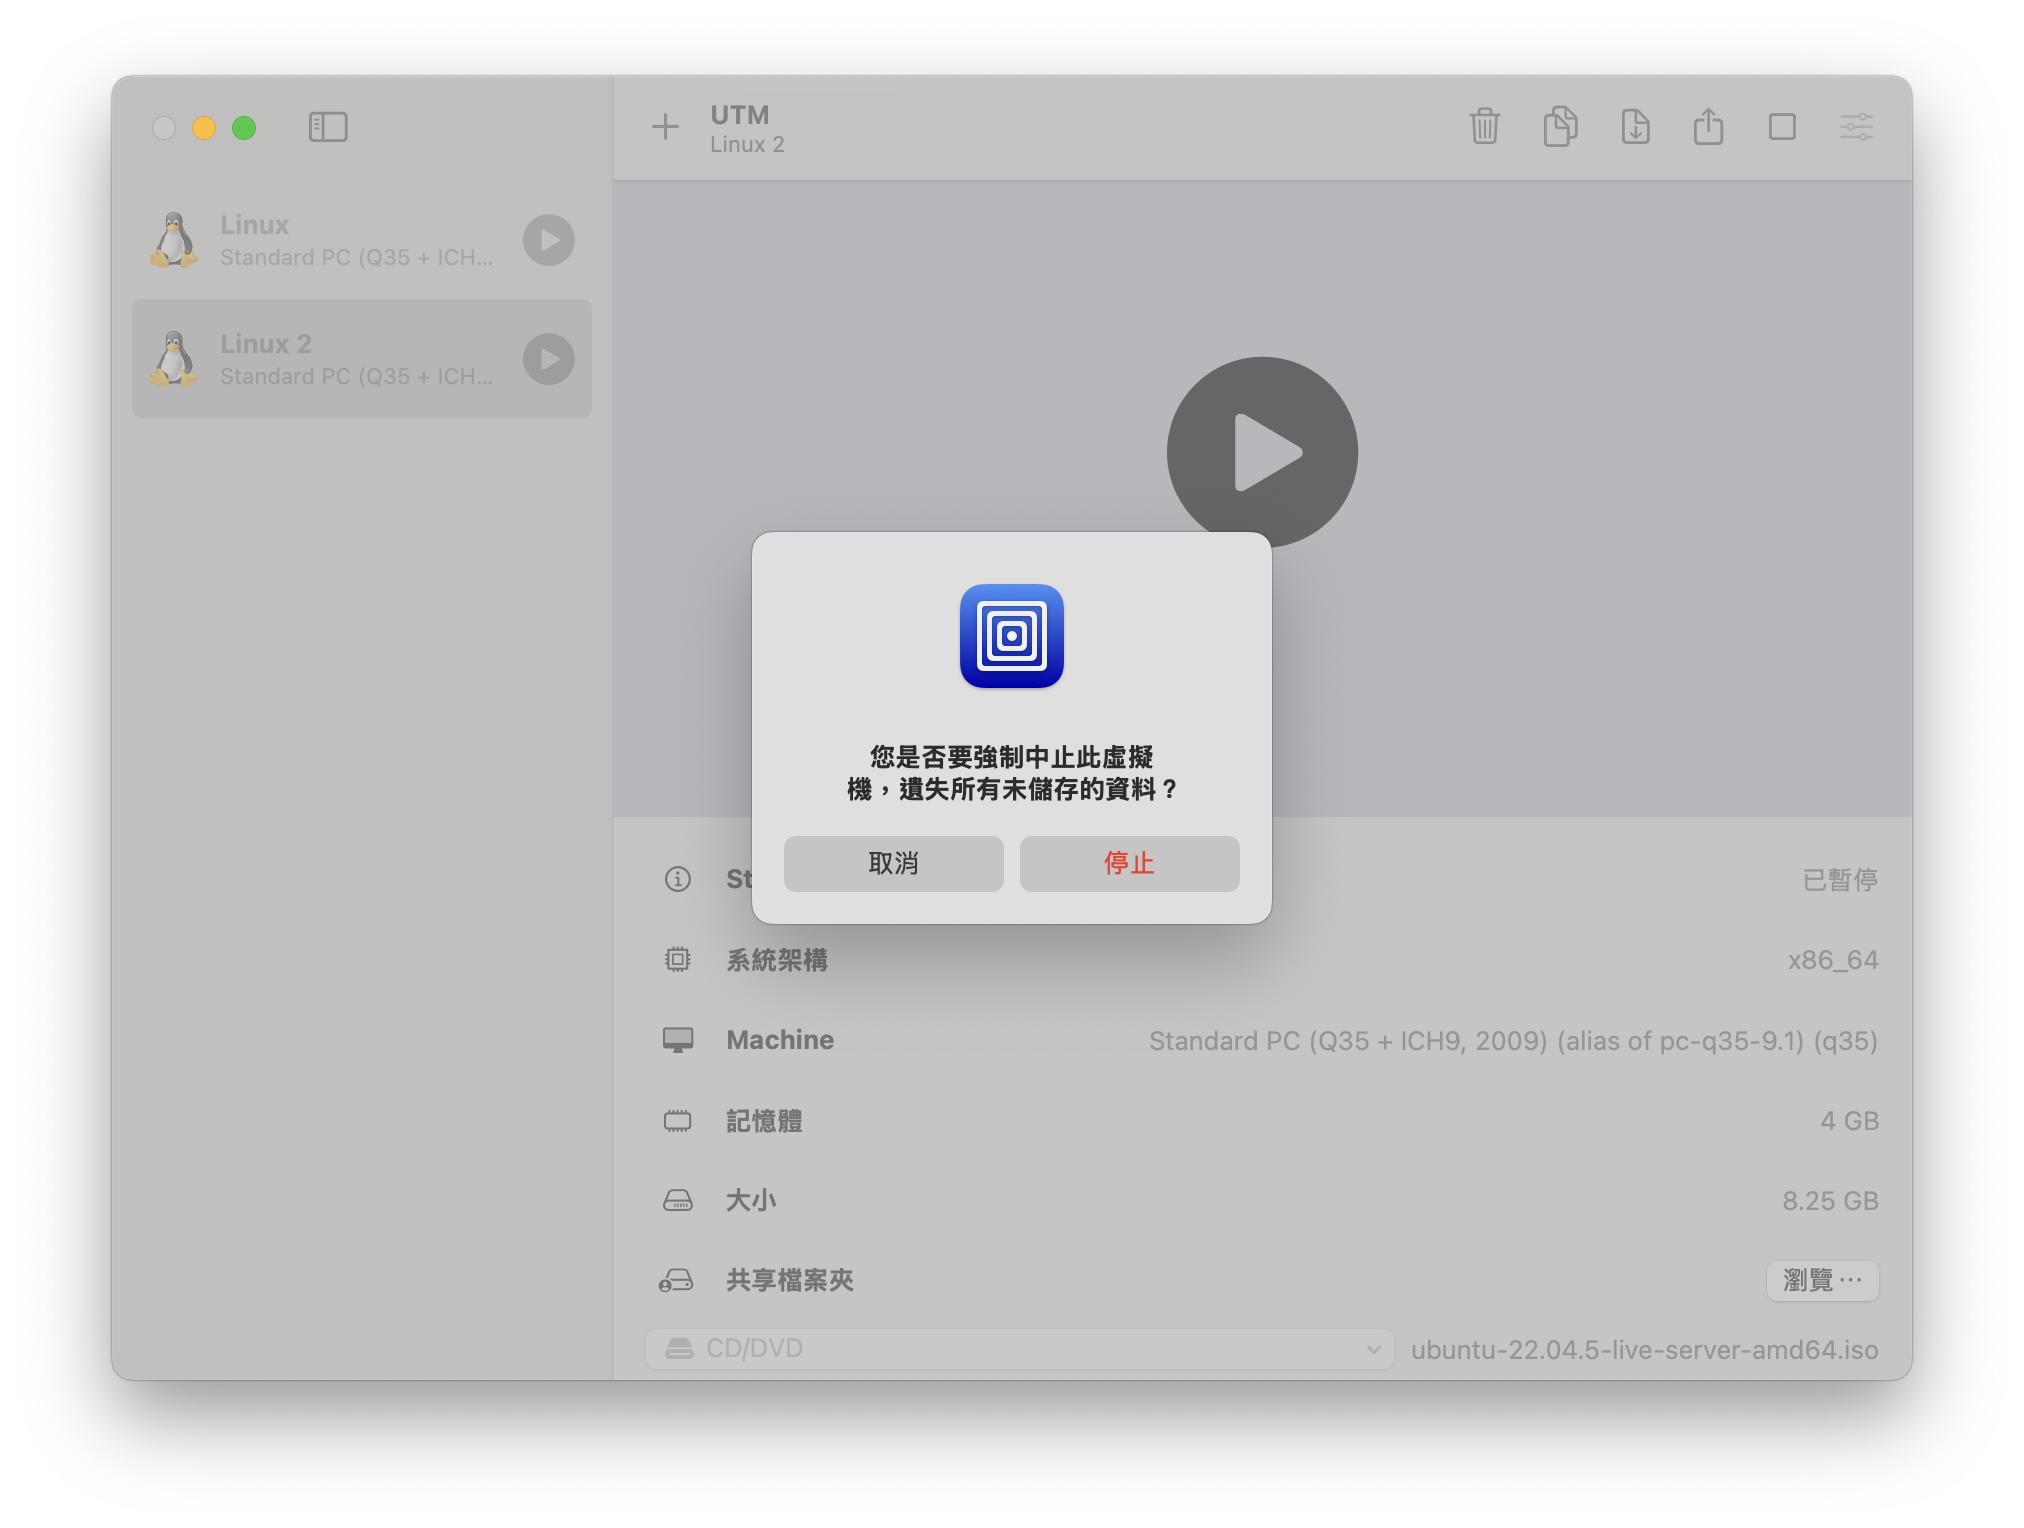 UTM
Linux 2
Linux
Standard PC (Q35 + ICH...
Linux 2
Standard PC (Q35 + ICH...
您是否要強制中止此虛擬
機，遺失所有未儲存的資料？
取消
停止
St
已暫停
系統架構
x86_64
Machine
Standard PC (Q35 + ICH9, 2009) (alias of pc-q35-9.1) (q35)
記憶體
4 GB
大小
8.25 GB
共享檔案夾
瀏覽⋯
CD/DVD
ubuntu-22.04.5-live-server-amd64.iso